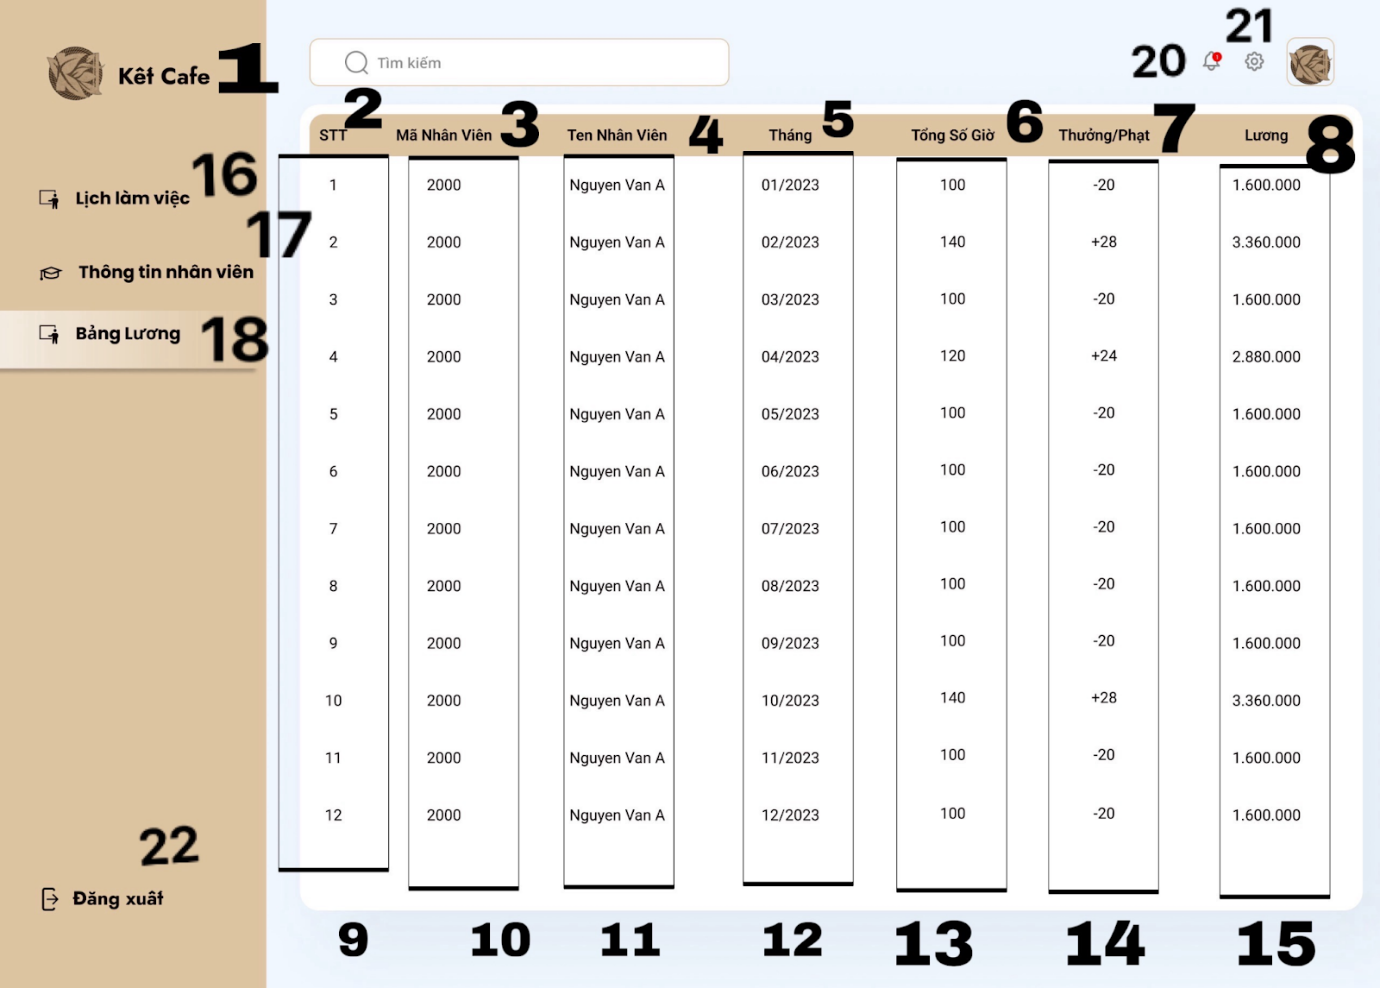 Kết Cafe 1
Tìm kiếm
20
21
STT 2 Mã Nhân Viên 3 Ten Nhân Viên 4 Tháng 5 Tổng Số Giờ 6 Thưởng/Phạt 7 Lương 8
1 2000 Nguyen Van A 01/2023 100 -20 1.600.000
2 2000 Nguyen Van A 02/2023 140 +28 3.360.000
3 2000 Nguyen Van A 03/2023 100 -20 1.600.000
4 2000 Nguyen Van A 04/2023 120 +24 2.880.000
5 2000 Nguyen Van A 05/2023 100 -20 1.600.000
6 2000 Nguyen Van A 06/2023 100 -20 1.600.000
7 2000 Nguyen Van A 07/2023 100 -20 1.600.000
8 2000 Nguyen Van A 08/2023 100 -20 1.600.000
9 2000 Nguyen Van A 09/2023 100 -20 1.600.000
10 2000 Nguyen Van A 10/2023 140 +28 3.360.000
11 2000 Nguyen Van A 11/2023 100 -20 1.600.000
12 2000 Nguyen Van A 12/2023 100 -20 1.600.000
9 10 11 12 13 14 15
Lịch làm việc 16
Thông tin nhân viên 17
Bảng Lương 18
22
Đăng xuất